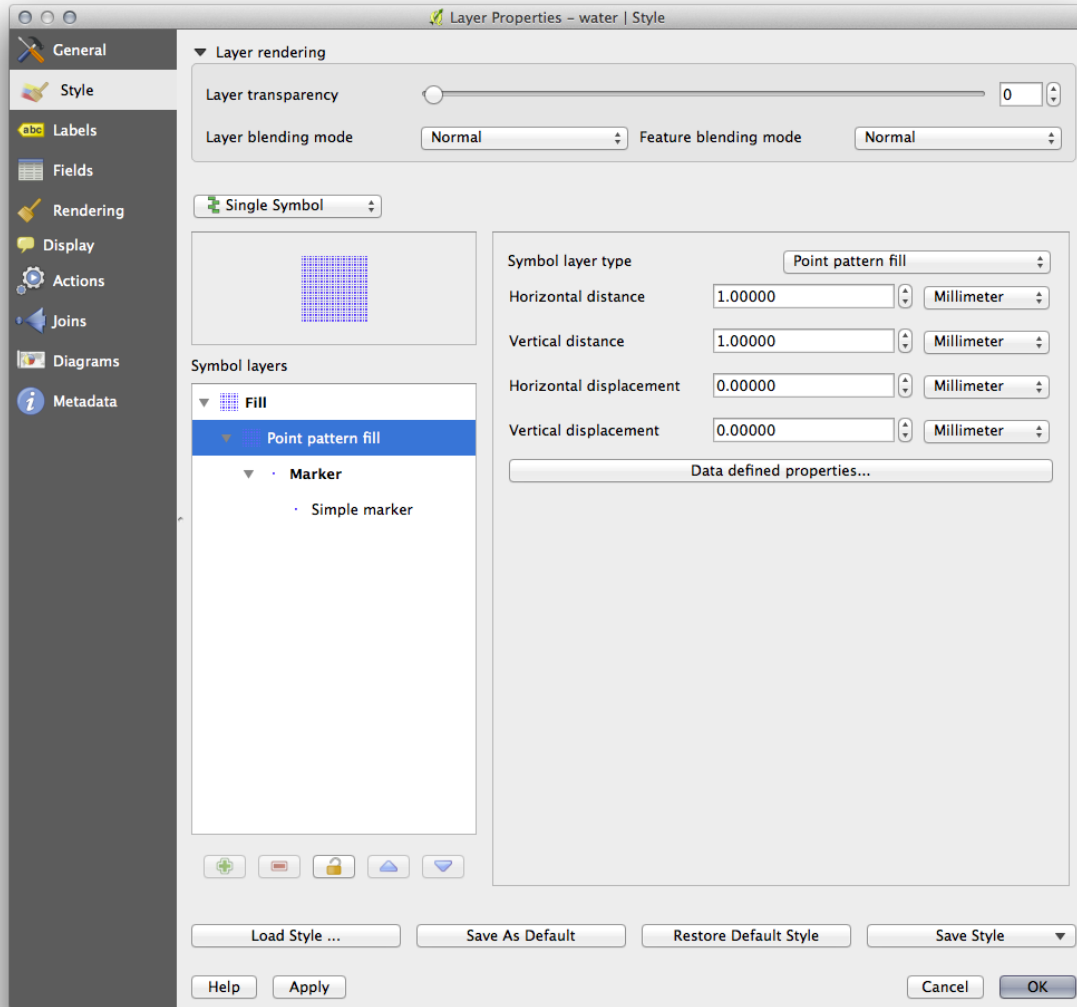 Layer Properties – water | Style
General
Style
abc Labels
Fields
Rendering
Display
Actions
Joins
Diagrams
Metadata
Layer rendering
Layer transparency 0
Layer blending mode Normal Feature blending mode Normal
Single Symbol
Symbol layers
Fill
Point pattern fill
Marker
Simple marker
Symbol layer type Point pattern fill
Horizontal distance 1.00000 Millimeter
Vertical distance 1.00000 Millimeter
Horizontal displacement 0.00000 Millimeter
Vertical displacement 0.00000 Millimeter
Data defined properties...
Load Style ... Save As Default Restore Default Style Save Style
Help Apply Cancel OK